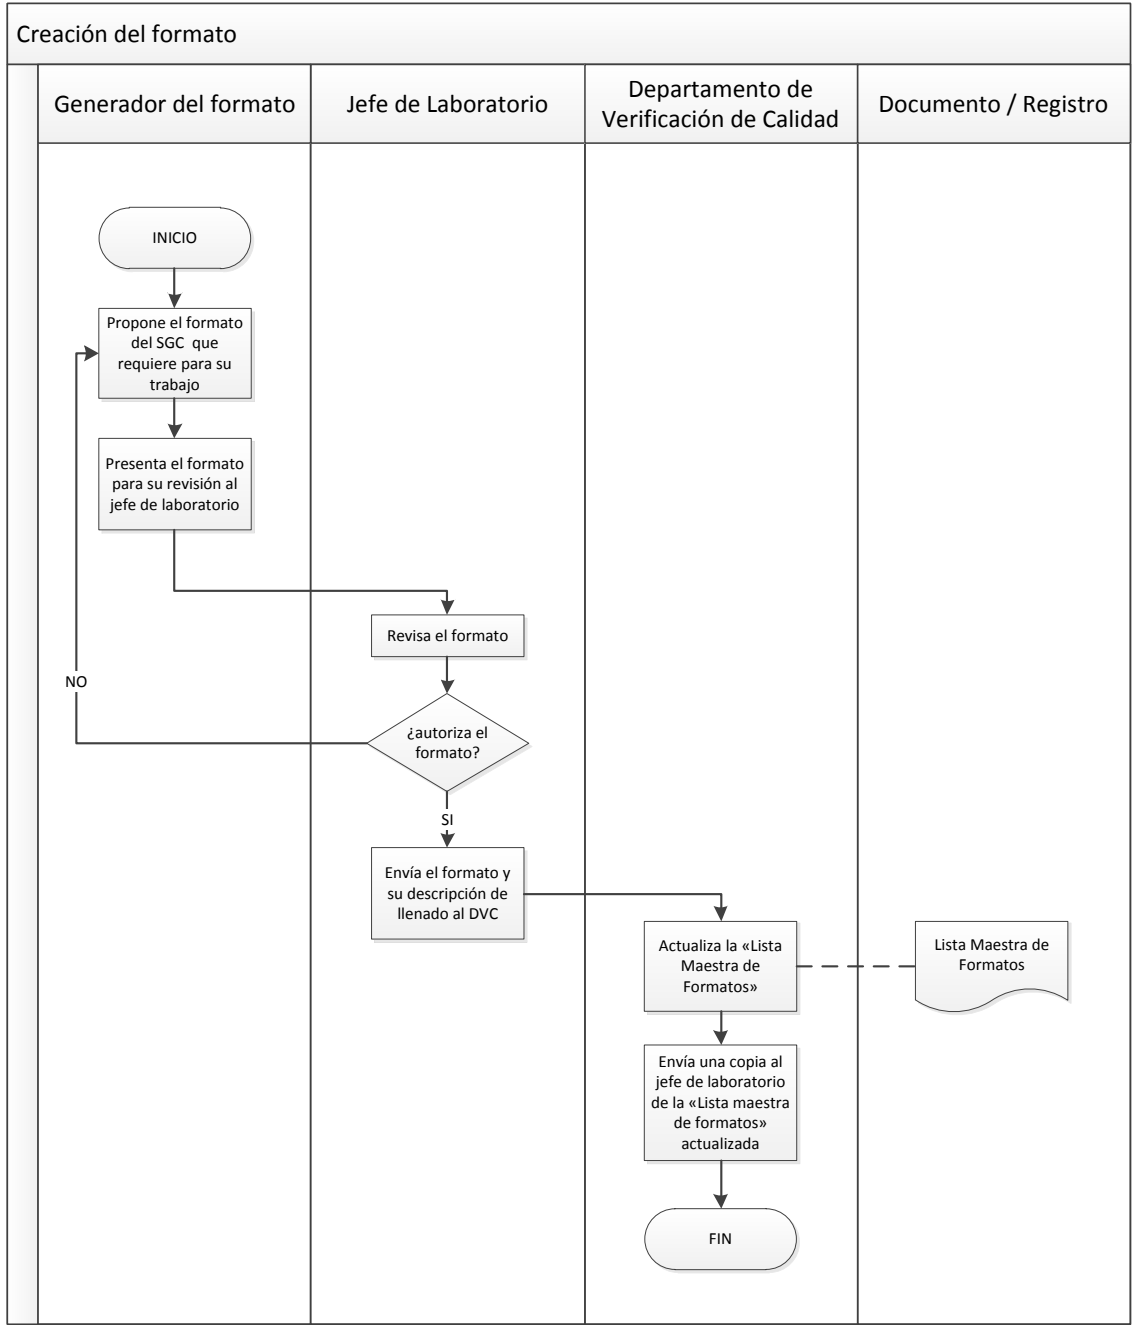 Creación del formato
Generador del formato
Jefe de Laboratorio
Departamento de
Verificación de Calidad
Documento / Registro
INICIO
Propone el formato
del SGC que
requiere para su
trabajo
Presenta el formato
para su revisión al
jefe de laboratorio
Revisa el formato
NO
¿autoriza el
formato?
SI
Envía el formato y
su descripción de
llenado al DVC
Actualiza la «Lista
Maestra de
Formatos»
Lista Maestra de
Formatos
Envía una copia al
jefe de laboratorio
de la «Lista maestra
de formatos»
actualizada
FIN